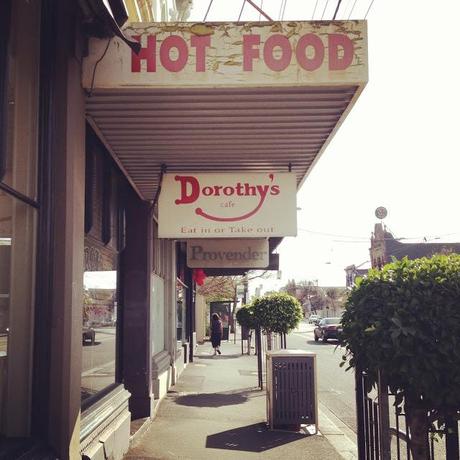 HOT FOOD
Dorothy's
cafe
Eat in or Take out
Provender